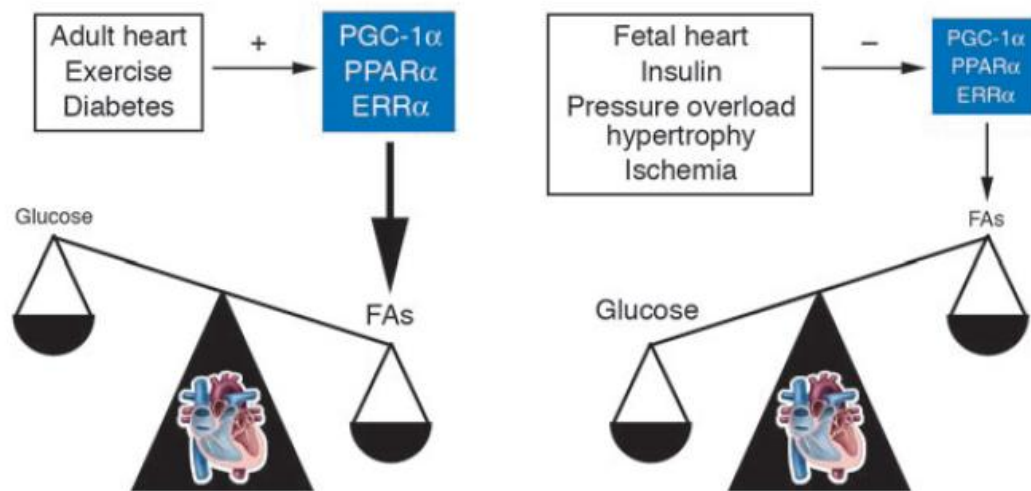 Adult heart
Exercise
Diabetes
+
PGC-1α
PPARα
ERRα
Glucose
FAs
Fetal heart
Insulin
Pressure overload
hypertrophy
Ischemia
–
PGC-1α
PPARα
ERRα
FAs
Glucose